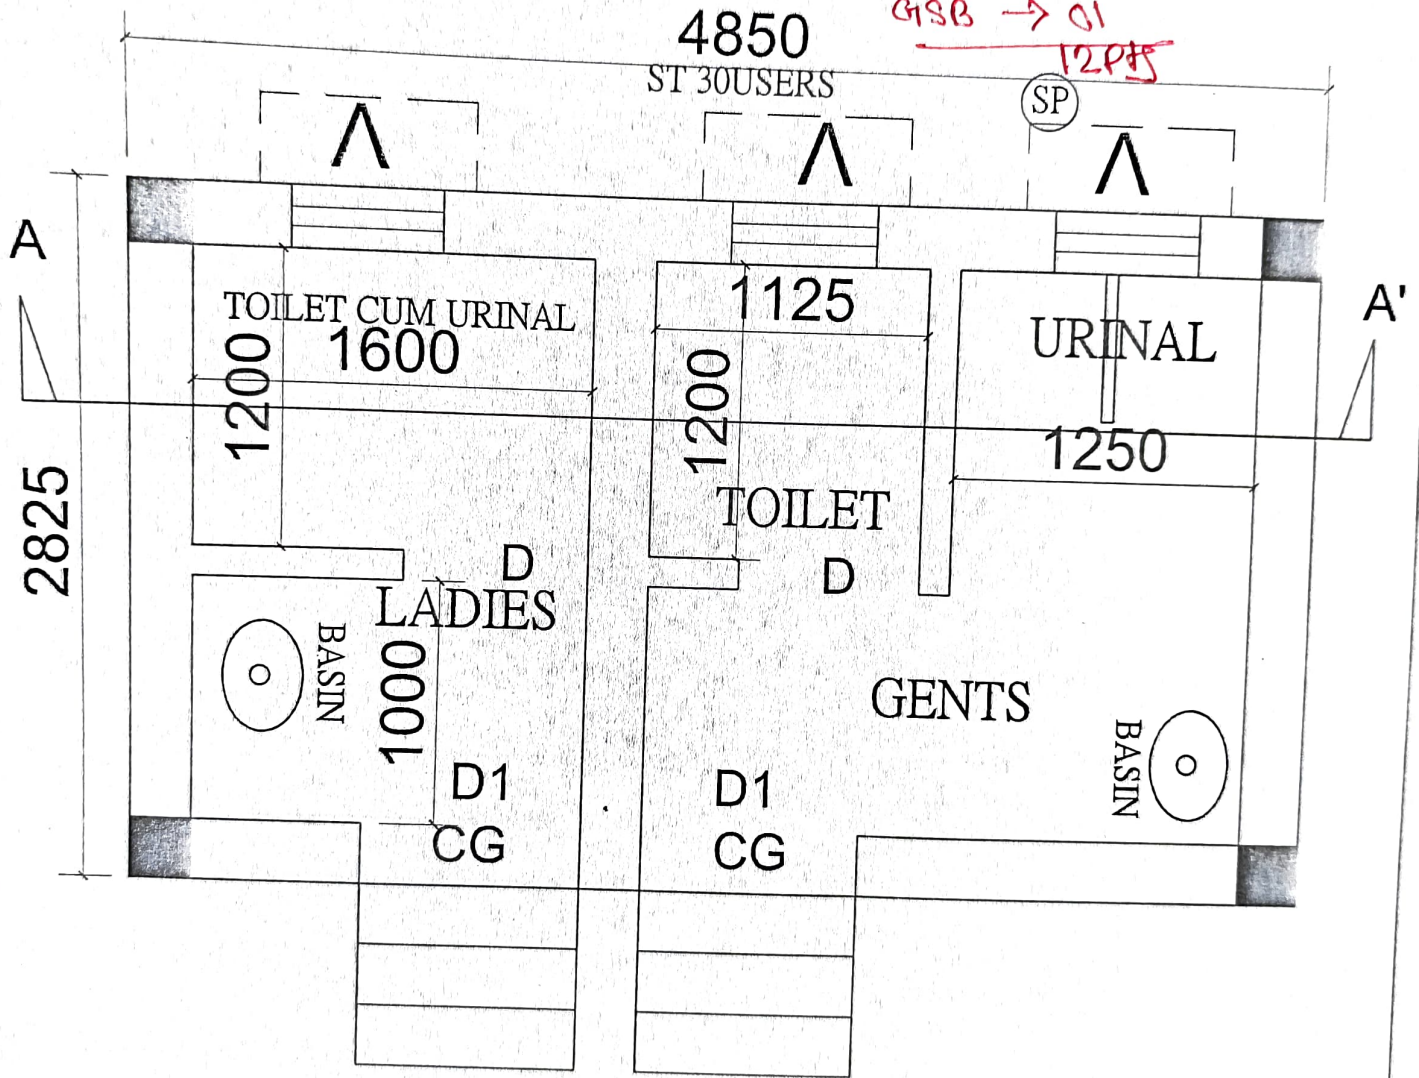 GSB → 01
12Pts
4850
ST 30USERS
SP
V
V
V
A
A'
TOILET CUM URINAL
1600
1200
1125
1200
URINAL
1250
TOILET
2825
D
D
LADIES
BASIN
1000
GENTS
BASIN
D1
CG
D1
CG